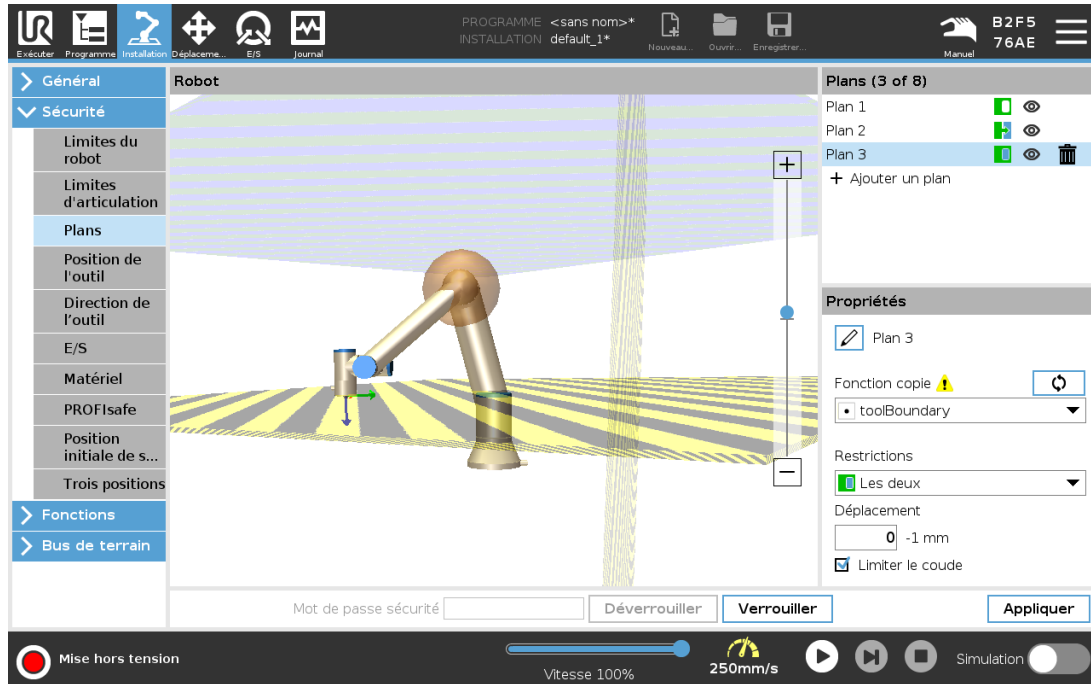 PROGRAMME <sans nom>*
INSTALLATION default_1*
UR
Exécuter
Programme
Installation
Déplaceme...
E/S
Journal
Nouveau...
Ouvrir...
Enregistrer...
Manuel
B2F5
76AE
Général
Sécurité
Limites du
robot
Limites
d'articulation
Plans
Position de
l'outil
Direction de
l’outil
E/S
Matériel
PROFIsafe
Position
initiale de s...
Trois positions
Fonctions
Bus de terrain
Robot
Plans (3 of 8)
Plan 1
Plan 2
Plan 3
+ Ajouter un plan
Propriétés
Plan 3
Fonction copie
toolBoundary
Restrictions
Les deux
Déplacement
0 -1 mm
Limiter le coude
Mot de passe sécurité
Déverrouiller
Verrouiller
Appliquer
Mise hors tension
Vitesse 100%
250mm/s
Simulation